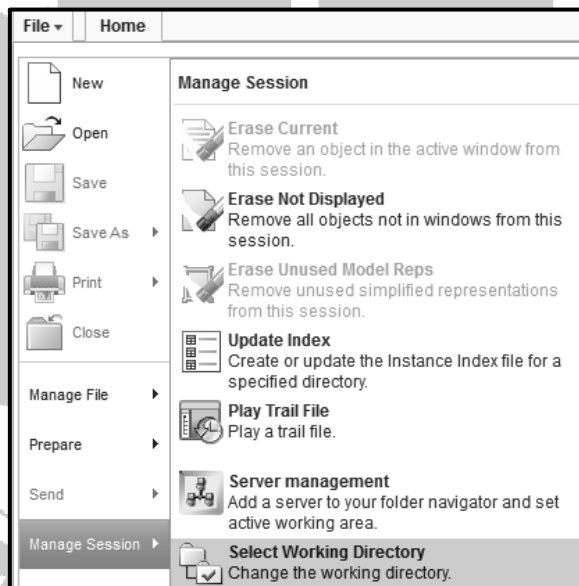 File Home
New
Open
Save
Save As
Print
Close
Manage File
Prepare
Send
Manage Session
Manage Session
Erase Current
Remove an object in the active window from
this session.
Erase Not Displayed
Remove all objects not in windows from this
session.
Erase Unused Model Reps
Remove unused simplified representations
from this session.
Update Index
Create or update the Instance Index file for a
specified directory.
Play Trail File
Play a trail file.
Server management
Add a server to your folder navigator and set
active working area.
Select Working Directory
Change the working directory.